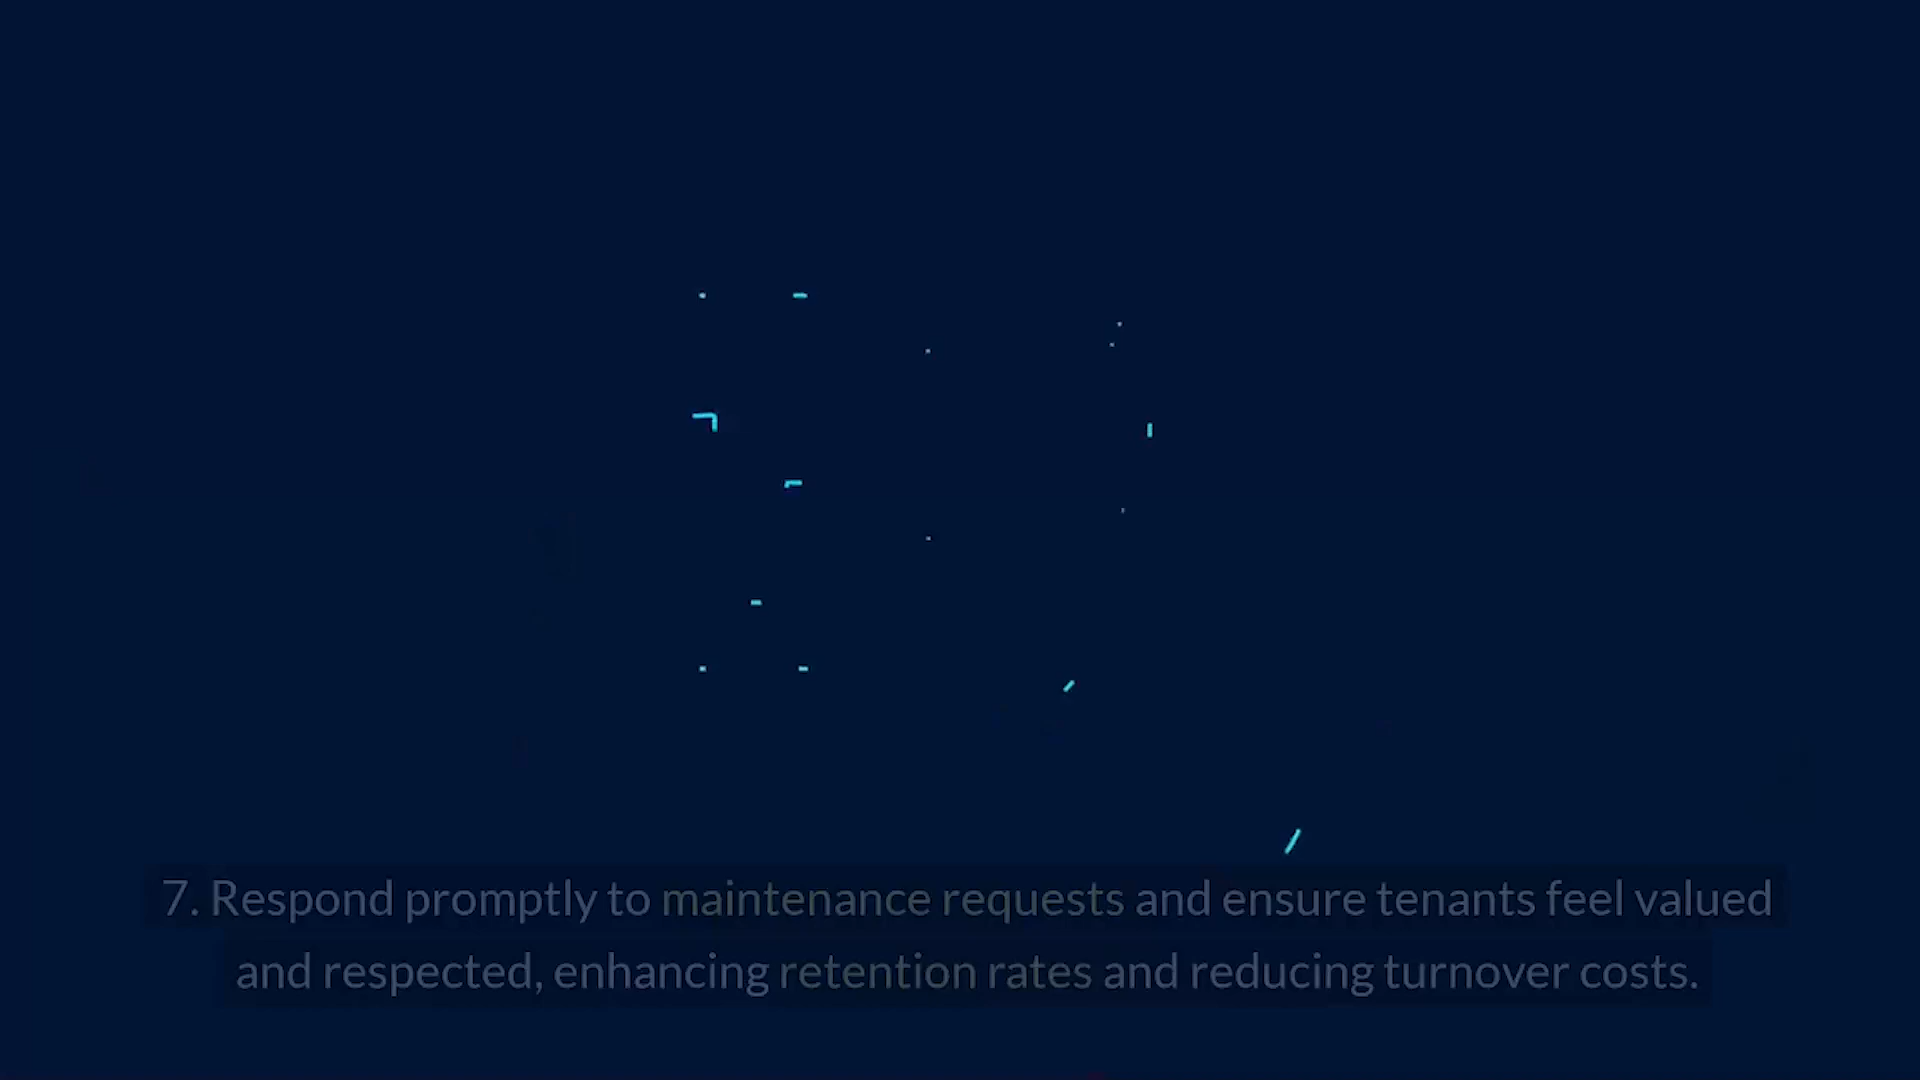 7. Respond promptly to maintenance requests and ensure tenants feel valued
and respected, enhancing retention rates and reducing turnover costs.